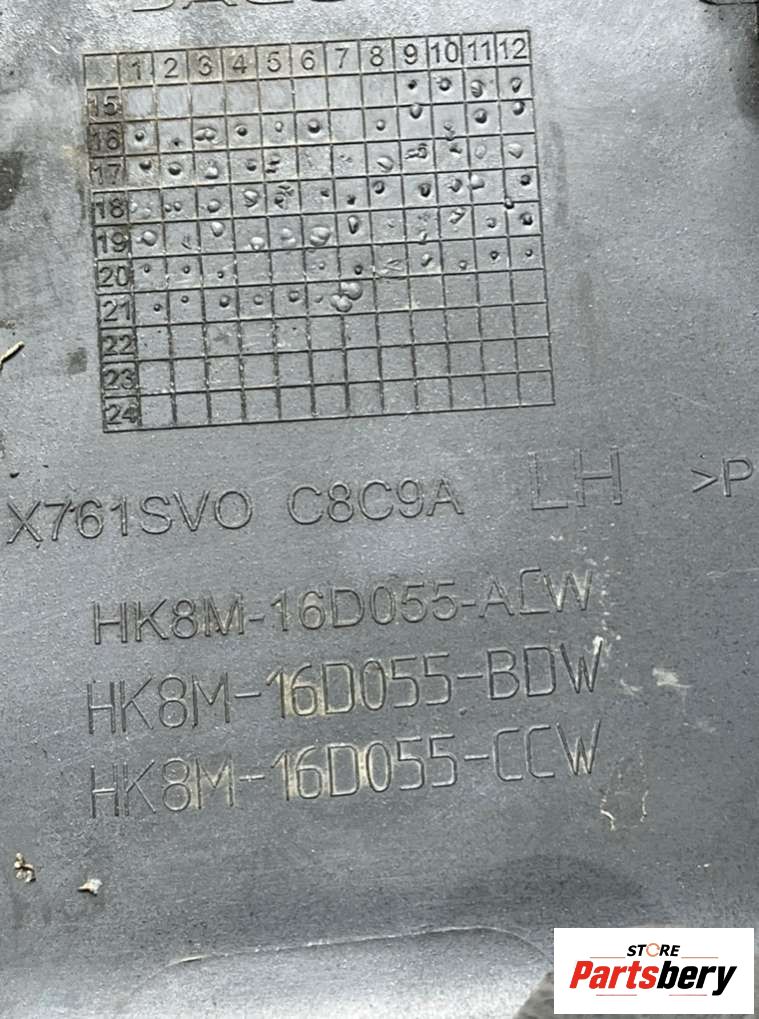 1 2 3 4 5 6 7 8 9 10 11 12
15
16
17
18
19
20
21
22
23
24
X761SVO C8C9A LH >P
HK8M-16D055-ACW
HK8M-16D055-BDW
HK8M-16D055-CCW
STORE
Partsbery